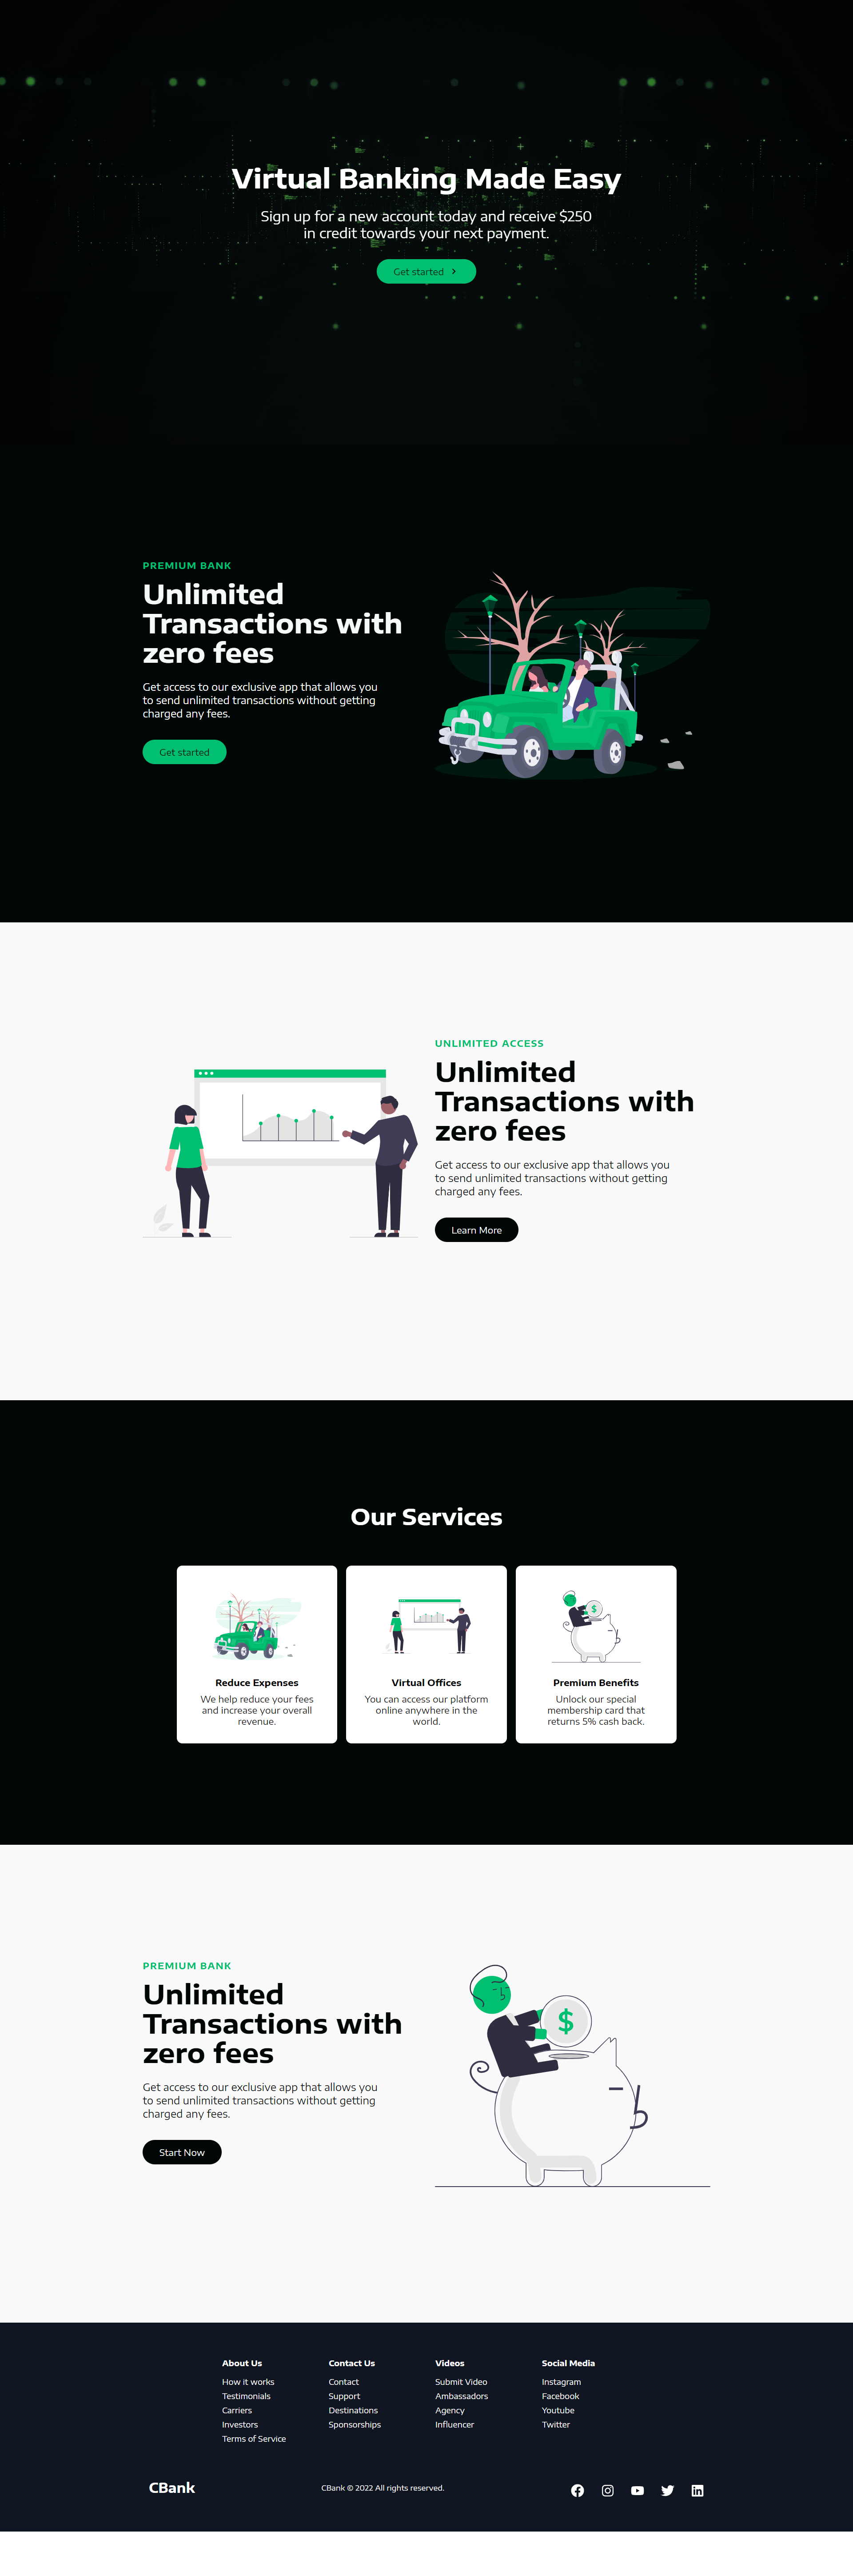 Virtual Banking Made Easy
Sign up for a new account today and receive $250
in credit towards your next payment.
Get started
PREMIUM BANK
Unlimited
Transactions with
zero fees
Get access to our exclusive app that allows you
to send unlimited transactions without getting
charged any fees.
Get started
UNLIMITED ACCESS
Unlimited
Transactions with
zero fees
Get access to our exclusive app that allows you
to send unlimited transactions without getting
charged any fees.
Learn More
Our Services
Reduce Expenses
We help reduce your fees
and increase your overall
revenue.
Virtual Offices
You can access our platform
online anywhere in the
world.
$
Premium Benefits
Unlock our special
membership card that
returns 5% cash back.
PREMIUM BANK
Unlimited
Transactions with
zero fees
Get access to our exclusive app that allows you
to send unlimited transactions without getting
charged any fees.
Start Now
$
About Us
How it works
Testimonials
Carriers
Investors
Terms of Service
Contact Us
Contact
Support
Destinations
Sponsorships
Videos
Submit Video
Ambassadors
Agency
Influencer
Social Media
Instagram
Facebook
Youtube
Twitter
CBank
CBank © 2022 All rights reserved.